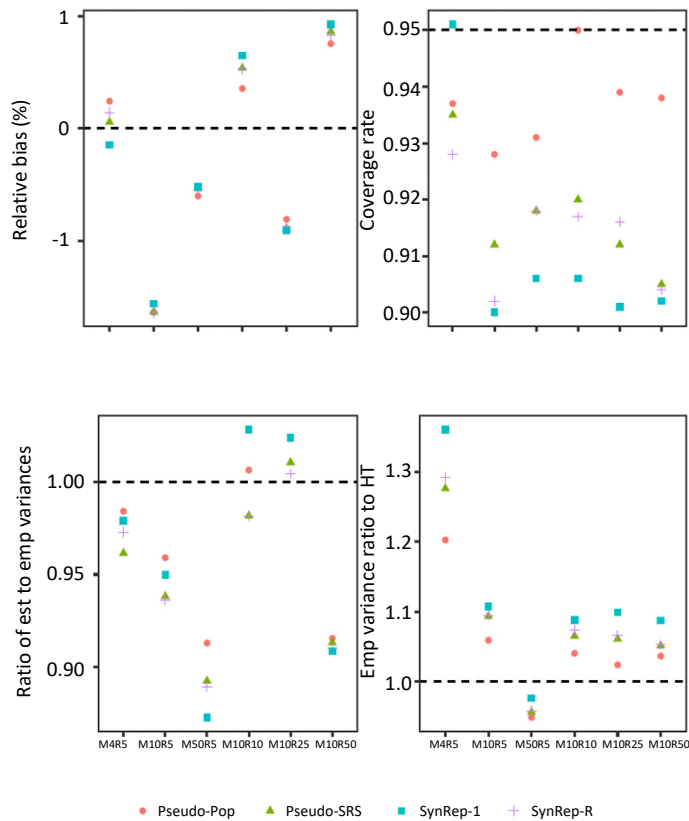 Relative bias (%)
1
0
-1
Coverage rate
0.95
0.94
0.93
0.92
0.91
0.90
Ratio of est to emp variances
1.00
0.95
0.90
M4R5 M10R5 M50R5 M10R10 M10R25 M10R50
Emp variance ratio to HT
1.3
1.2
1.1
1.0
M4R5 M10R5 M50R5 M10R10 M10R25 M10R50
Pseudo-Pop Pseudo-SRS SynRep-1 SynRep-R